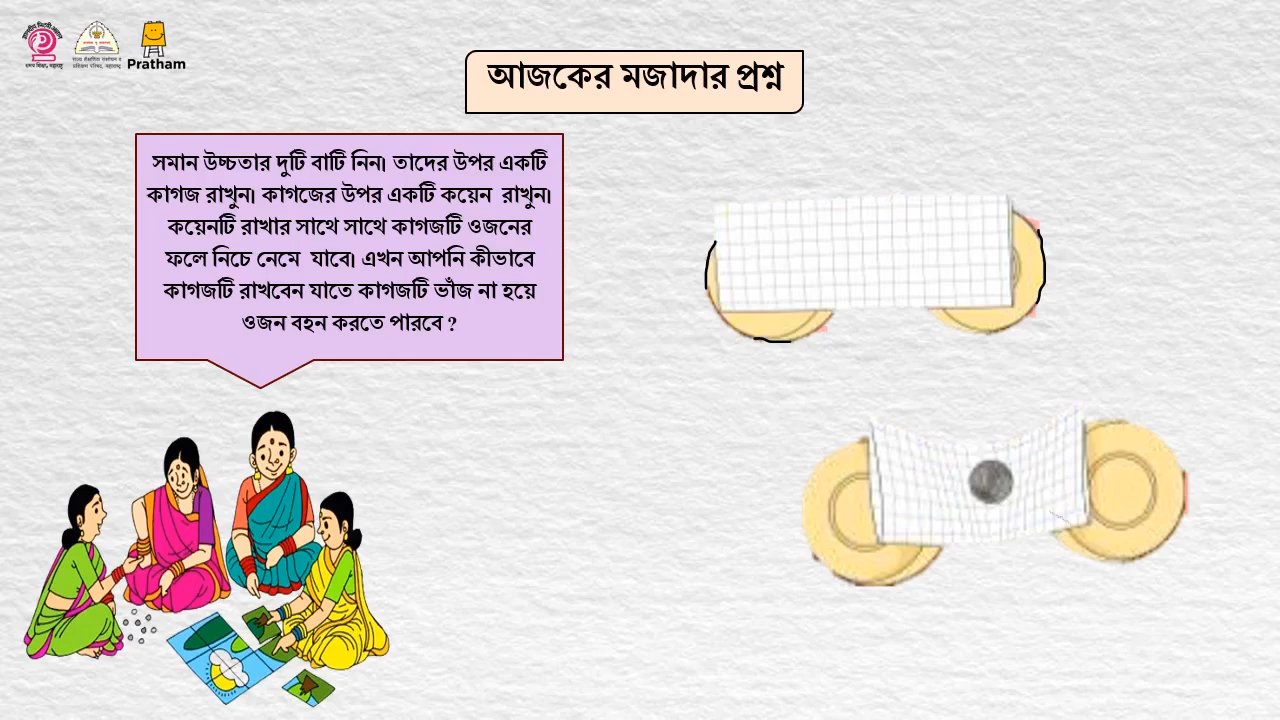 Pratham
আজকের মজাদার প্রশ্ন
সমান উচ্চতার দুটি বাটি নিন। তাদের উপর একটি
কাগজ রাখুন। কাগজের উপর একটি কয়েন রাখুন।
কয়েনটি রাখার সাথে সাথে কাগজটি ওজনের
ফলে নিচে নেমে যাবে। এখন আপনি কীভাবে
কাগজটি রাখবেন যাতে কাগজটি ভাঁজ না হয়ে
ওজন বহন করতে পারবে ?